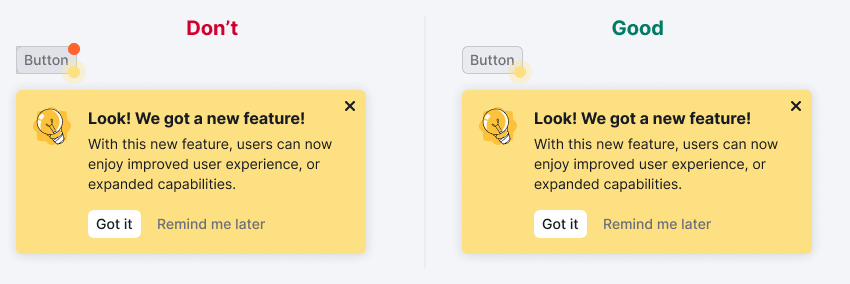 Don’t
Button
Look! We got a new feature!
With this new feature, users can now
enjoy improved user experience, or
expanded capabilities.
Got it
Remind me later
Good
Button
Look! We got a new feature!
With this new feature, users can now
enjoy improved user experience, or
expanded capabilities.
Got it
Remind me later